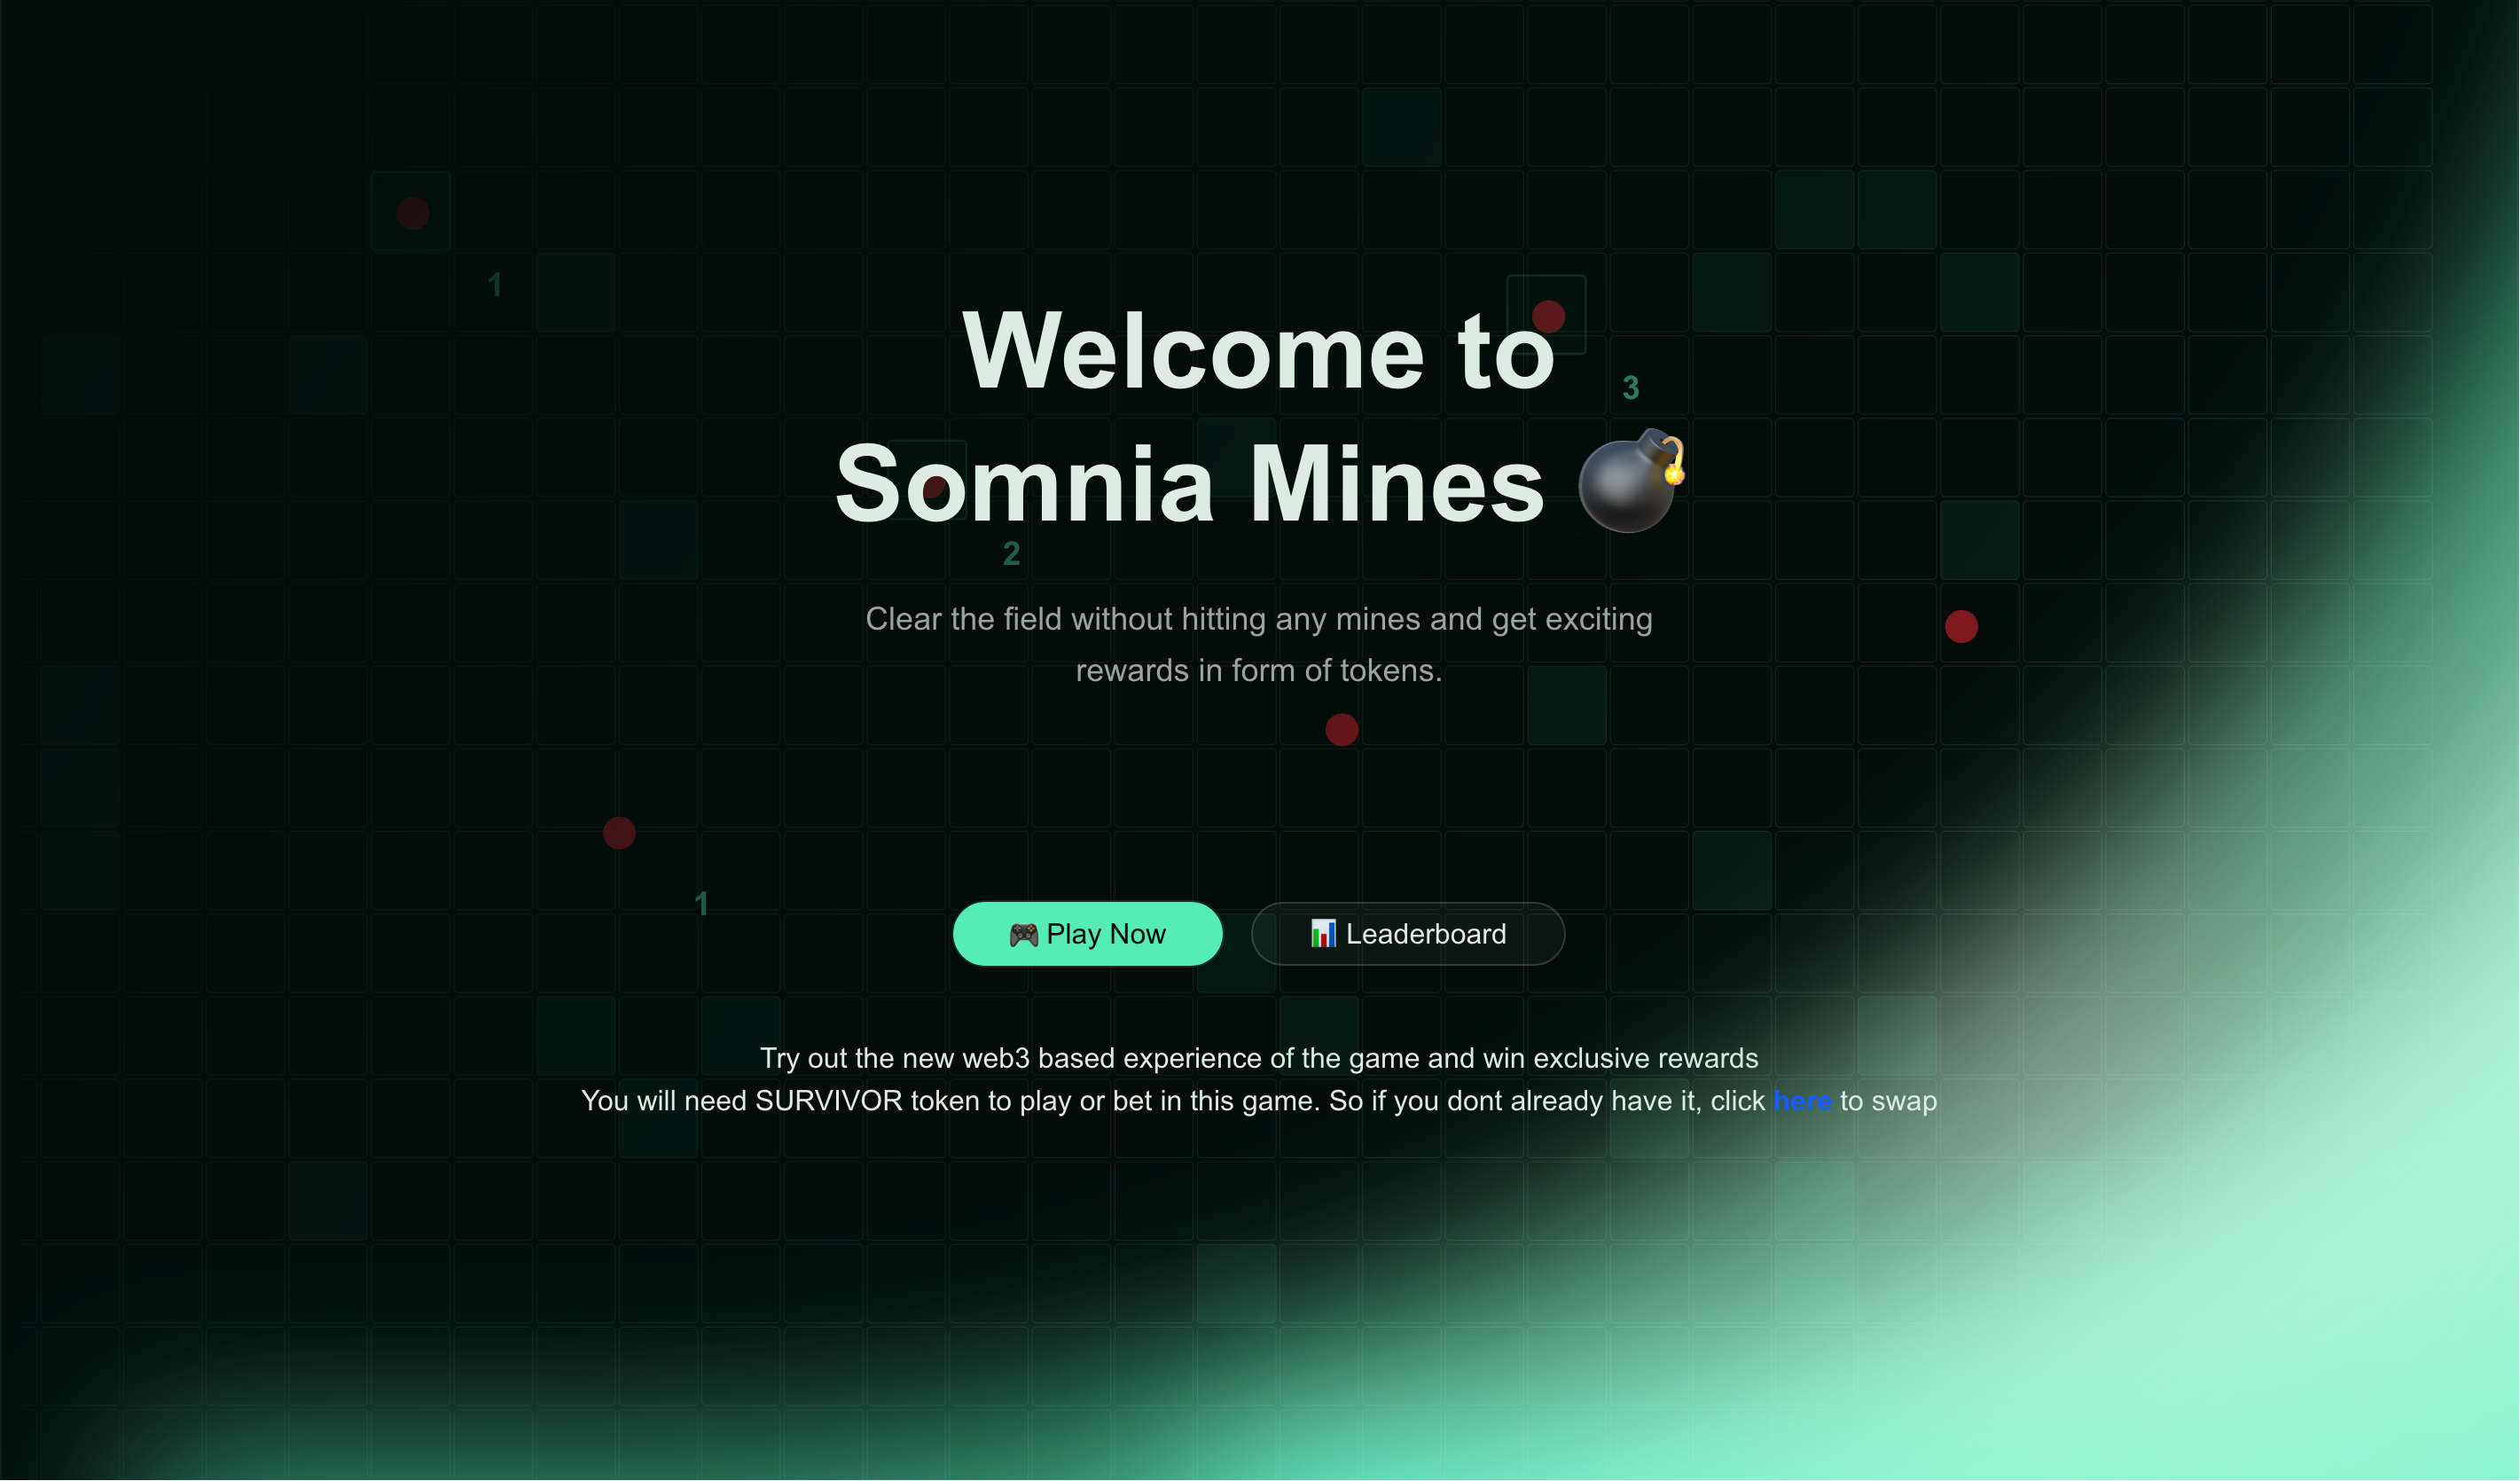 1
Welcome to
3
Somnia Mines 💣
2
Clear the field without hitting any mines and get exciting
rewards in form of tokens.
1
🎮 Play Now
📊 Leaderboard
Try out the new web3 based experience of the game and win exclusive rewards
You will need SURVIVOR token to play or bet in this game. So if you dont already have it, click here to swap